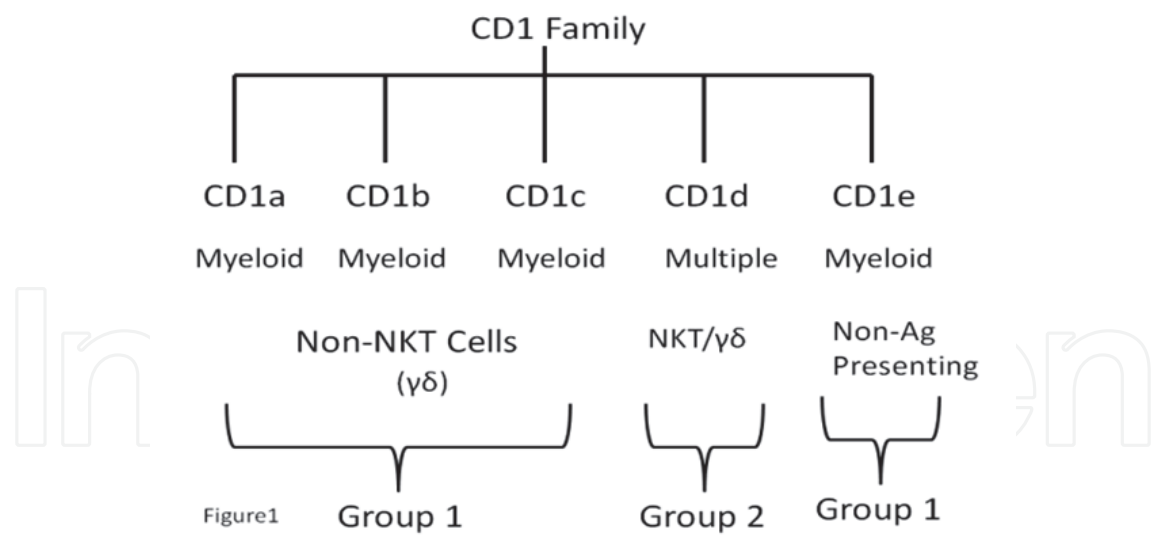 CD1 Family
CD1a CD1b CD1c CD1d CD1e
Myeloid Myeloid Myeloid Multiple Myeloid
Non-NKT Cells
(γδ)
NKT/γδ
Non-Ag
Presenting
Figure1 Group 1 Group 2 Group 1